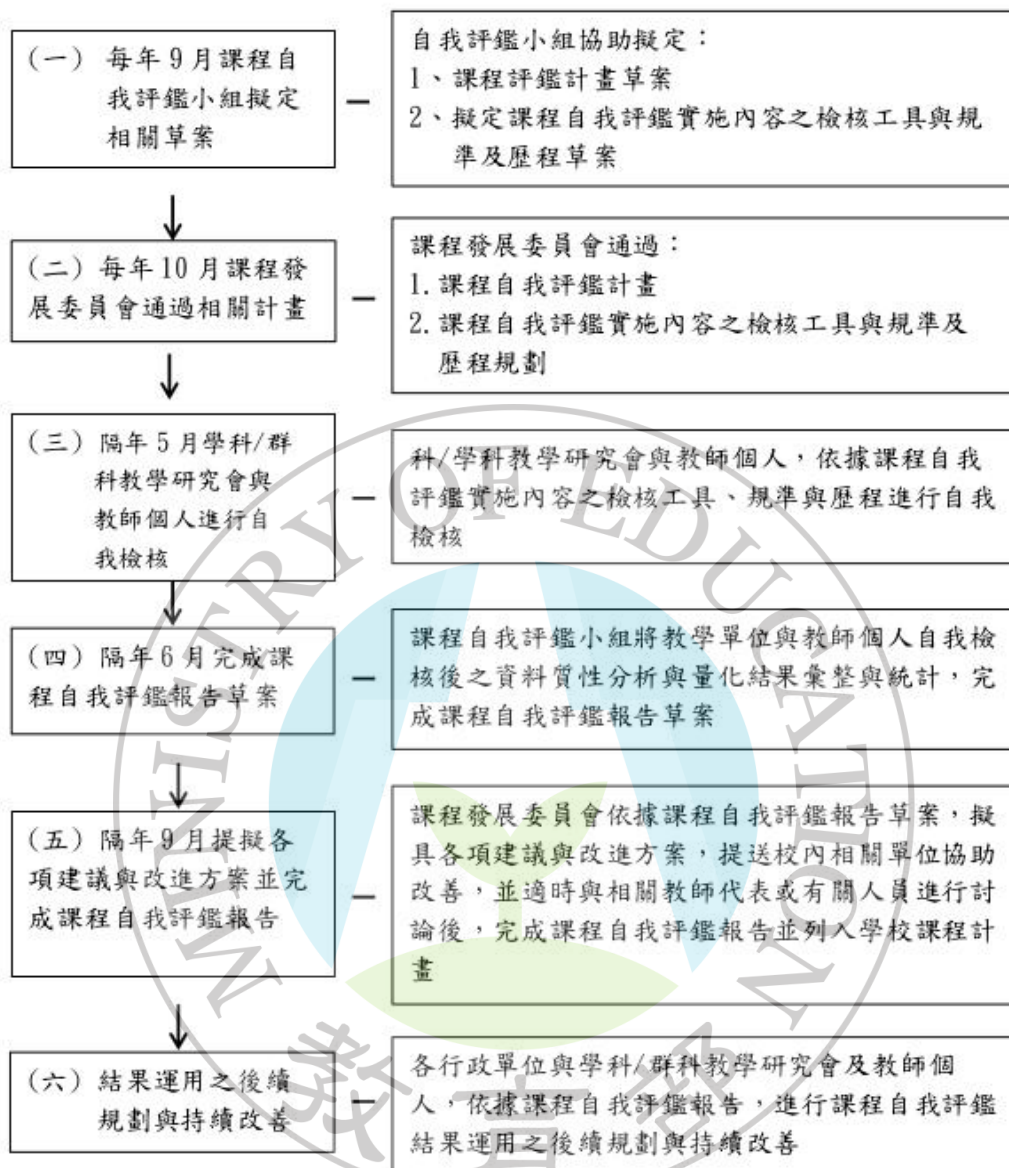 (一) 每年9月課程自
我評鑑小組擬定
相關草案
自我評鑑小組協助擬定：
1、課程評鑑計畫草案
2、擬定課程自我評鑑實施內容之檢核工具與規
準及歷程草案
(二) 每年10月課程發
展委員會通過相關計畫
課程發展委員會通過：
1. 課程自我評鑑計畫
2. 課程自我評鑑實施內容之檢核工具與規準及
歷程規劃
(三) 隔年5月學科/群
科教學研究會與
教師個人進行自
我檢核
科/學科教學研究會與教師個人，依據課程自我
評鑑實施內容之檢核工具、規準與歷程進行自我
檢核
(四) 隔年6月完成課
程自我評鑑報告草案
課程自我評鑑小組將教學單位與教師個人自我檢
核後之資料質性分析與量化結果彙整與統計，完
成課程自我評鑑報告草案
(五) 隔年9月提擬各
項建議與改進方案並完
成課程自我評鑑報告
課程發展委員會依據課程自我評鑑報告草案，擬
具各項建議與改進方案，提送校內相關單位協助
改善，並適時與相關教師代表或有關人員進行討
論後，完成課程自我評鑑報告並列入學校課程計
畫
(六) 結果運用之後續
規劃與持續改善
各行政單位與學科/群科教學研究會及教師個
人，依據課程自我評鑑報告，進行課程自我評鑑
結果運用之後續規劃與持續改善
MINISTRY OF EDUCATION
教育部